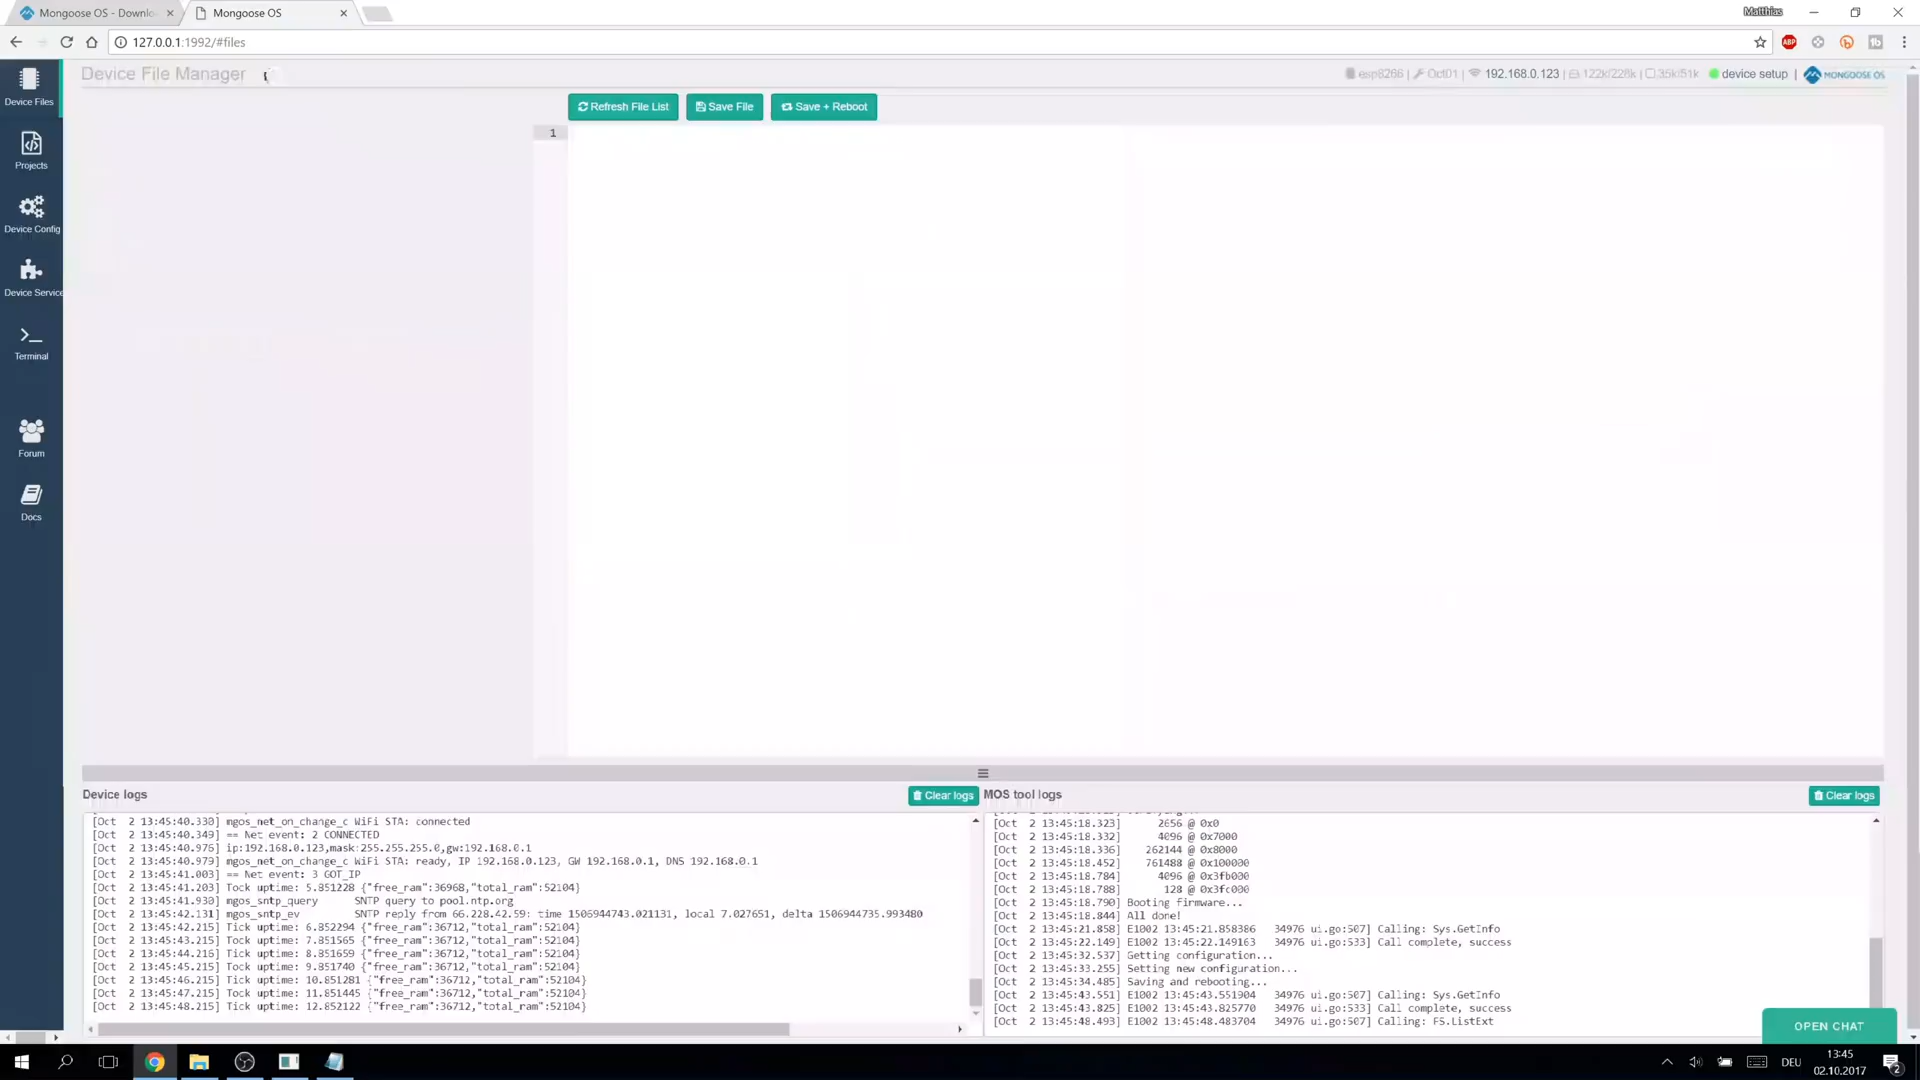 Mongoose OS - Downlo
Mongoose OS
Matthias
127.0.0.1:1992/#files
ABP
Device File Manager
esp8266 | Oct01 | 192.168.0.123 | 122k/228k | 35k/51k device setup | MONGOOSE OS
Device Files
Projects
Device Config
Device Service
Terminal
Forum
Docs
Refresh File List
Save File
Save + Reboot
1
Device logs
Clear logs
[Oct  2 13:45:40.330] mgos_net_on_change_c WiFi STA: connected
[Oct  2 13:45:40.349] == Net event: 2 CONNECTED
[Oct  2 13:45:40.976] ip:192.168.0.123,mask:255.255.255.0,gw:192.168.0.1
[Oct  2 13:45:40.979] mgos_net_on_change_c WiFi STA: ready, IP 192.168.0.123, GW 192.168.0.1, DNS 192.168.0.1
[Oct  2 13:45:41.003] == Net event: 3 GOT_IP
[Oct  2 13:45:41.203] Tock uptime: 5.851228 {"free_ram":36968,"total_ram":52104}
[Oct  2 13:45:41.930] mgos_sntp_query      SNTP query to pool.ntp.org
[Oct  2 13:45:42.131] mgos_sntp_ev         SNTP reply from 66.228.42.59: time 1506944743.021131, local 7.027651, delta 1506944735.993480
[Oct  2 13:45:42.215] Tick uptime: 6.852294 {"free_ram":36712,"total_ram":52104}
[Oct  2 13:45:43.215] Tick uptime: 7.851565 {"free_ram":36712,"total_ram":52104}
[Oct  2 13:45:44.216] Tick uptime: 8.851659 {"free_ram":36712,"total_ram":52104}
[Oct  2 13:45:45.215] Tick uptime: 9.851740 {"free_ram":36712,"total_ram":52104}
[Oct  2 13:45:46.215] Tick uptime: 10.851281 {"free_ram":36712,"total_ram":52104}
[Oct  2 13:45:47.215] Tick uptime: 11.851445 {"free_ram":36712,"total_ram":52104}
[Oct  2 13:45:48.215] Tick uptime: 12.852122 {"free_ram":36712,"total_ram":52104}
MOS tool logs
Clear logs
[Oct  2 13:45:18.323]     2656 @ 0x0
[Oct  2 13:45:18.332]     4096 @ 0x7000
[Oct  2 13:45:18.336]   262144 @ 0x8000
[Oct  2 13:45:18.452]   761488 @ 0x100000
[Oct  2 13:45:18.784]     4096 @ 0x3fb000
[Oct  2 13:45:18.788]      128 @ 0x3fc000
[Oct  2 13:45:18.790] Booting firmware...
[Oct  2 13:45:18.844] All done!
[Oct  2 13:45:21.858] E1002 13:45:21.858386   34976 ui.go:507] Calling: Sys.GetInfo
[Oct  2 13:45:22.149] E1002 13:45:22.149163   34976 ui.go:533] Call complete, success
[Oct  2 13:45:32.537] Getting configuration...
[Oct  2 13:45:33.255] Setting new configuration...
[Oct  2 13:45:34.485] Saving and rebooting...
[Oct  2 13:45:43.551] E1002 13:45:43.551904   34976 ui.go:507] Calling: Sys.GetInfo
[Oct  2 13:45:43.825] E1002 13:45:43.825770   34976 ui.go:533] Call complete, success
[Oct  2 13:45:48.493] E1002 13:45:48.483704   34976 ui.go:507] Calling: FS.ListExt
OPEN CHAT
DEU
13:45
02.10.2017
2